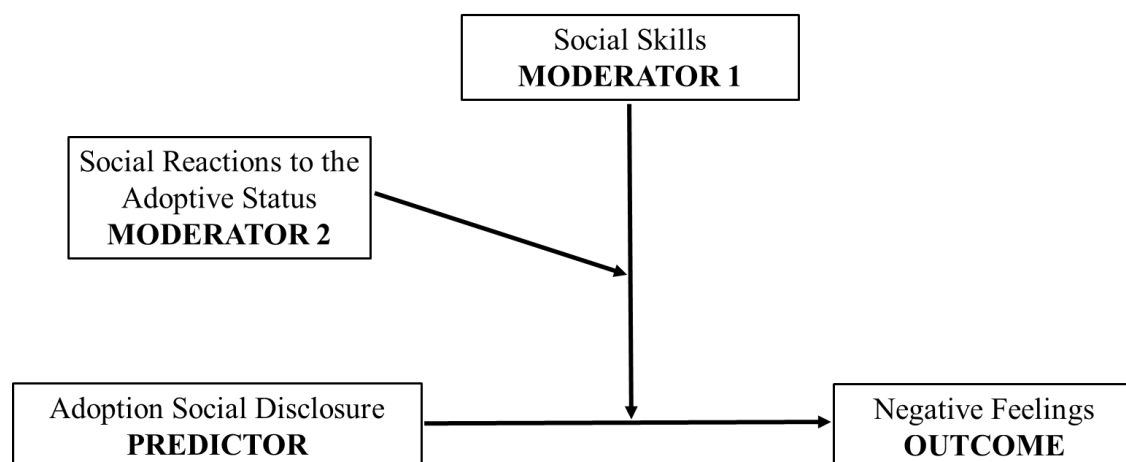 Social Skills
MODERATOR 1
Social Reactions to the
Adoptive Status
MODERATOR 2
Adoption Social Disclosure
PREDICTOR
Negative Feelings
OUTCOME